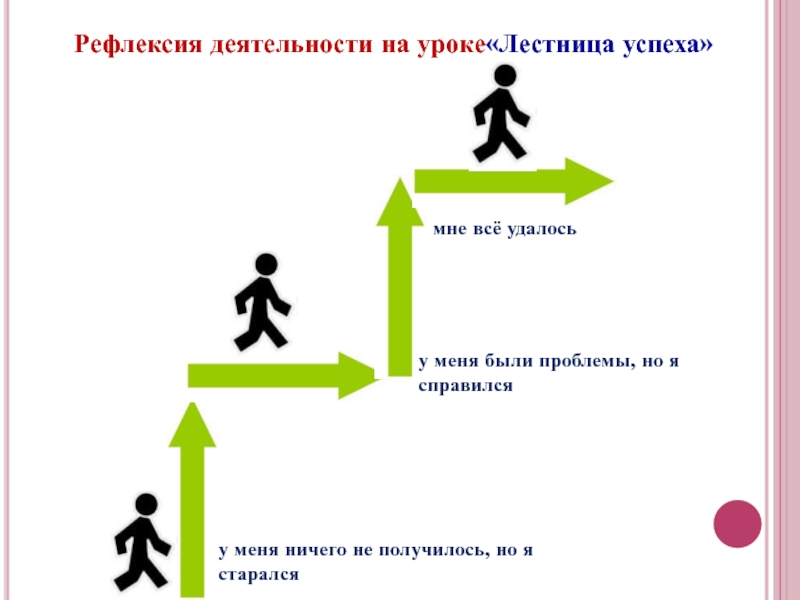 Рефлексия деятельности на уроке«Лестница успеха»
мне всё удалось
у меня были проблемы, но я
справился
у меня ничего не получилось, но я
старался